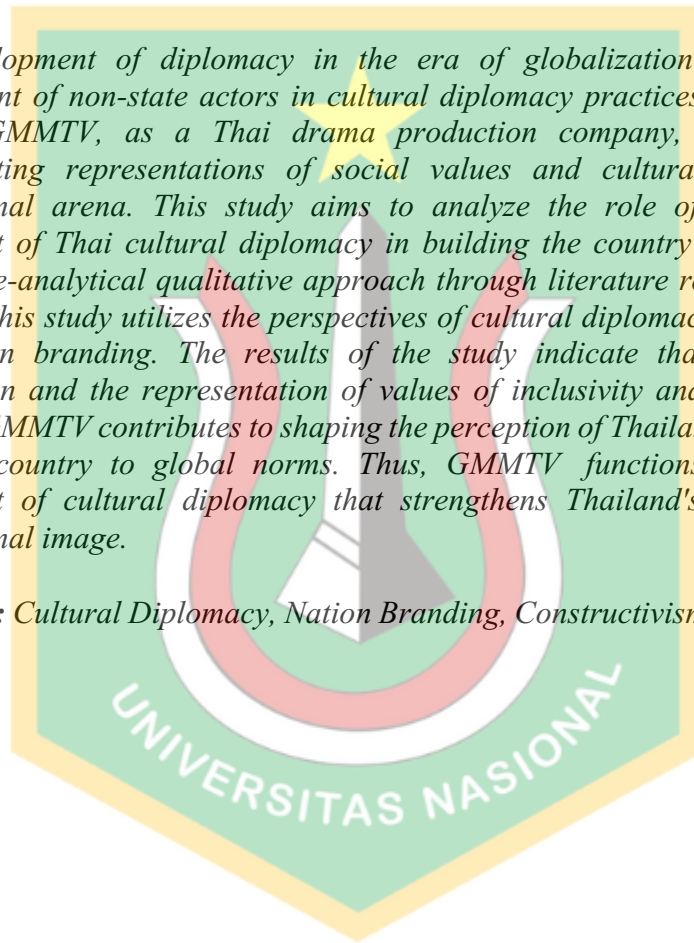 lopment of diplomacy in the era of globalization
nt of non-state actors in cultural diplomacy practices
GMMTV, as a Thai drama production company,
ting representations of social values and cultura
nal arena. This study aims to analyze the role of
t of Thai cultural diplomacy in building the country
e-analytical qualitative approach through literature re
his study utilizes the perspectives of cultural diplomac
n branding. The results of the study indicate tha
n and the representation of values of inclusivity and
GMMTV contributes to shaping the perception of Thaila
country to global norms. Thus, GMMTV functions
t of cultural diplomacy that strengthens Thailand's
nal image.
: Cultural Diplomacy, Nation Branding, Constructivism
UNIVERSITAS NASIONAL